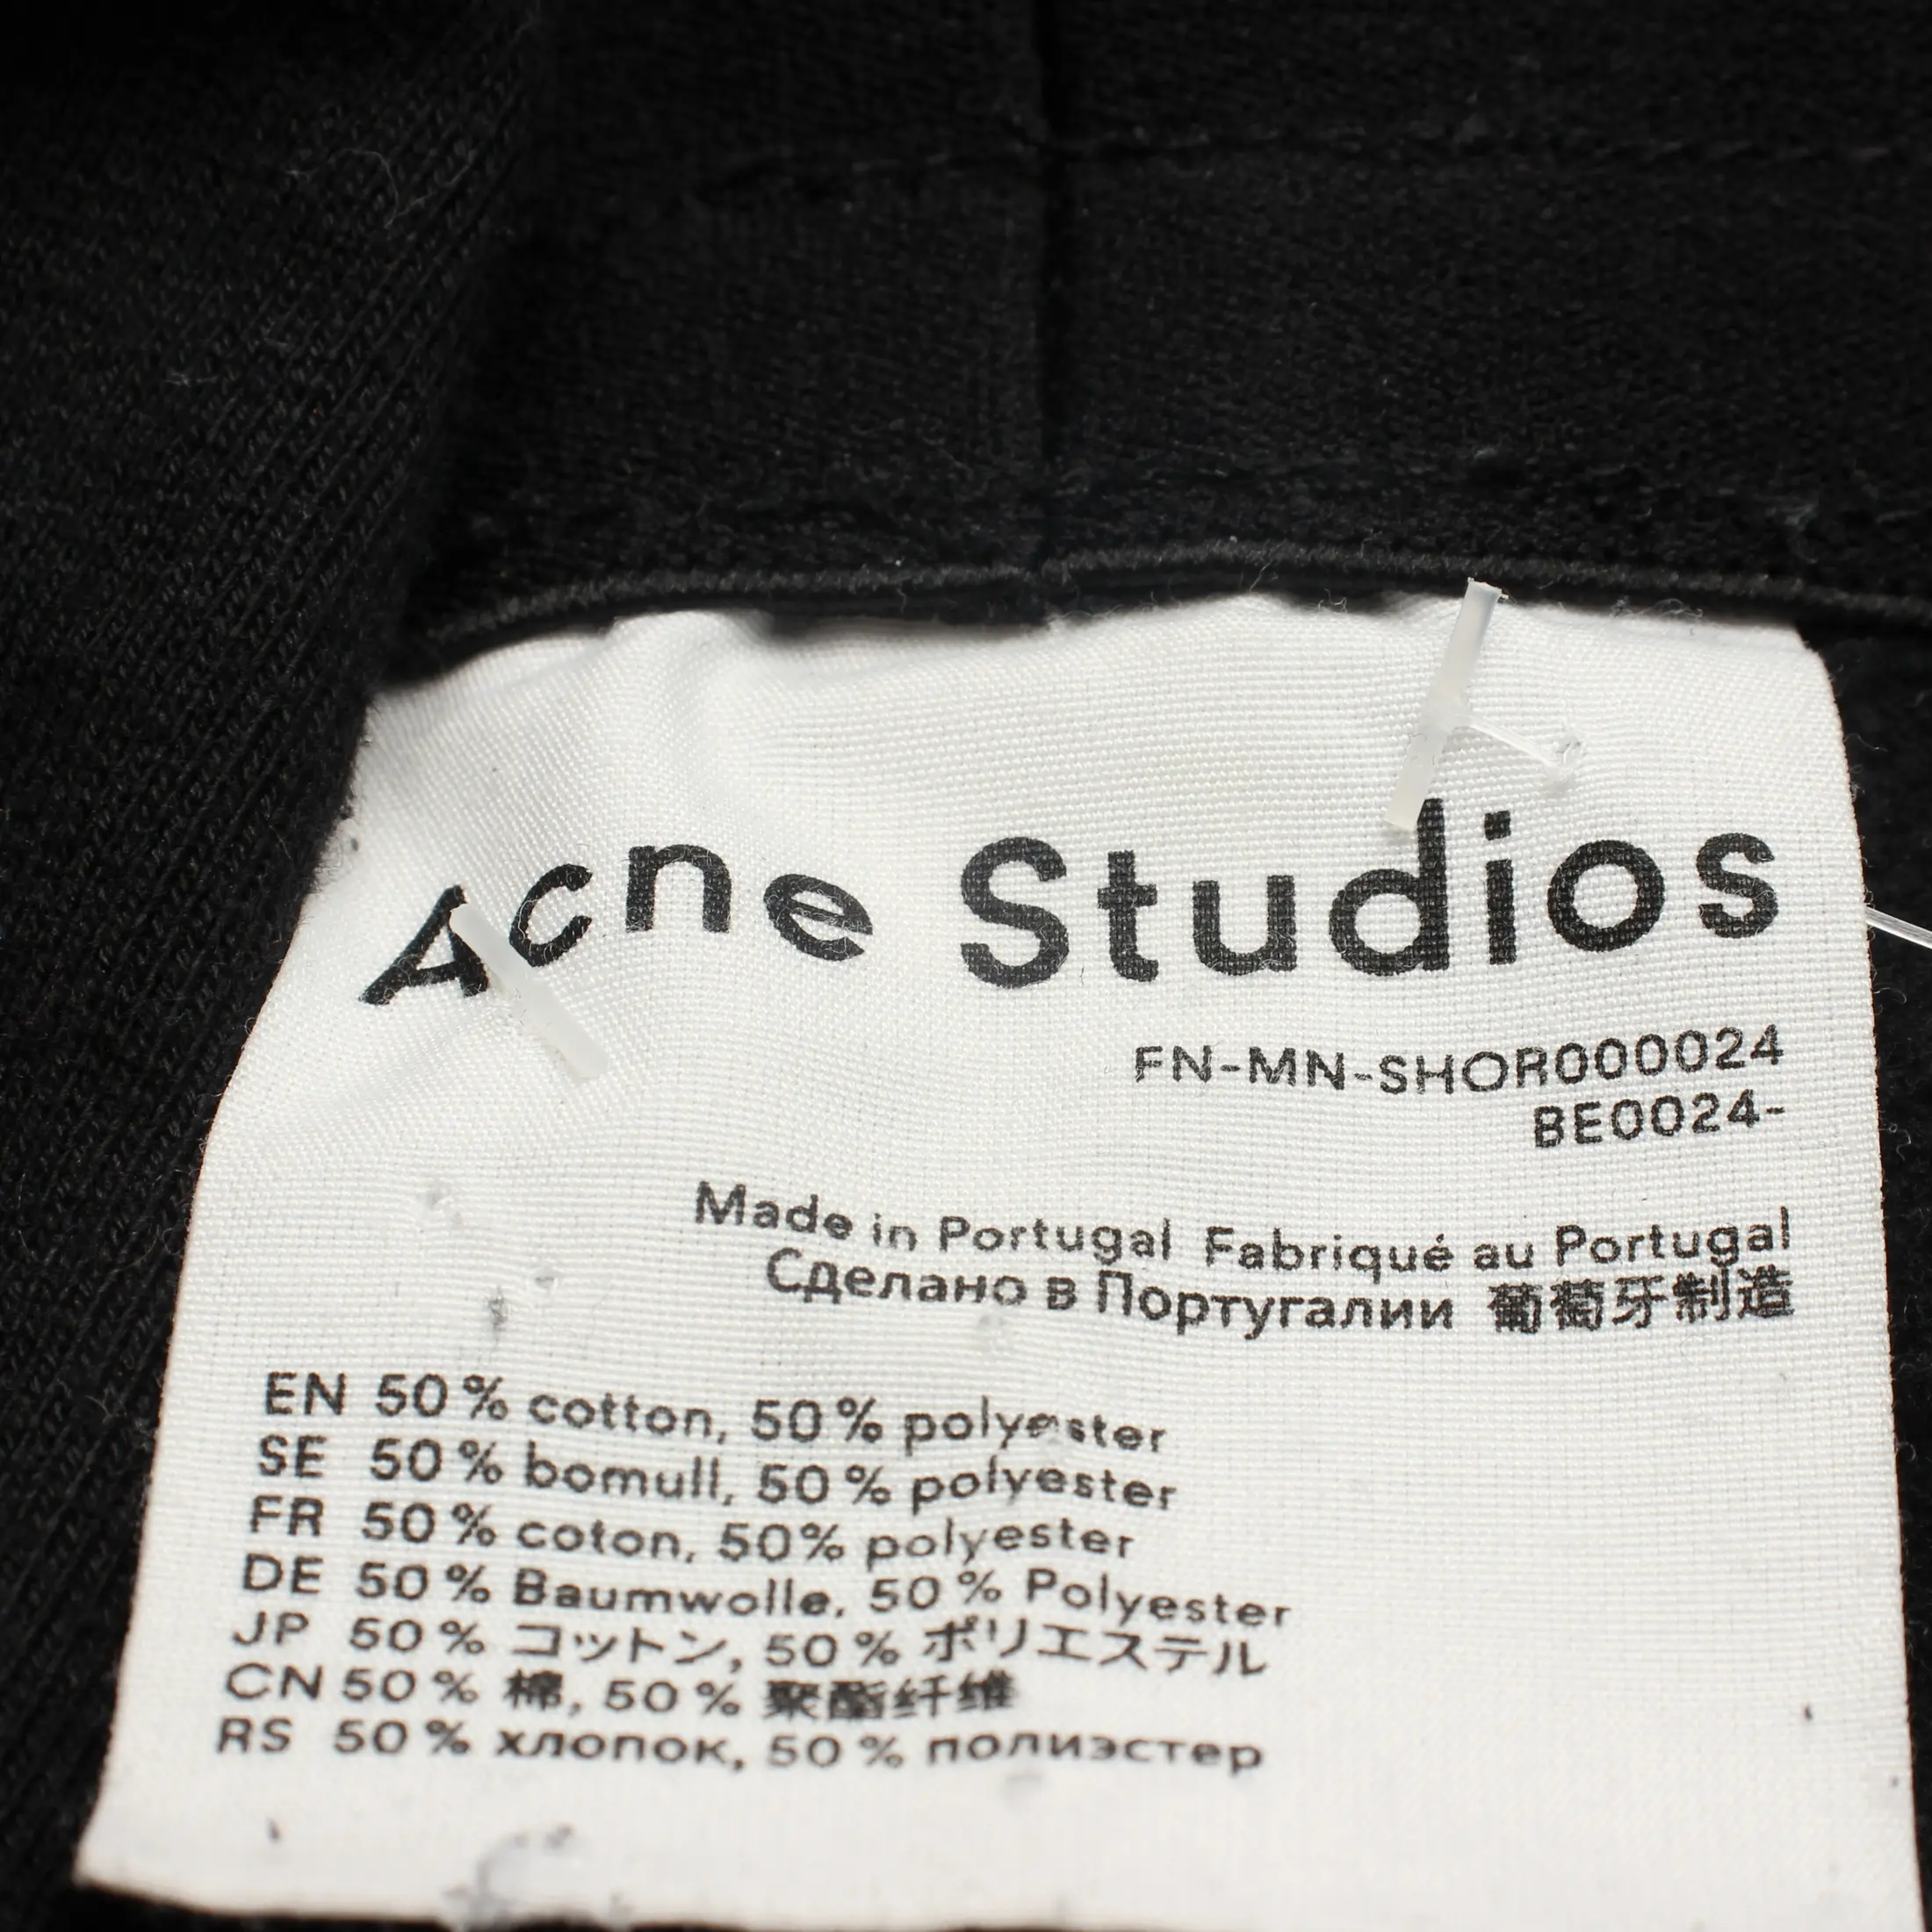 Acne Studios
FN-MN-SHOR000024
BE0024-
Made in Portugal Fabriqué au Portugal
Сделано в Португалии 葡萄牙制造
EN 50% cotton, 50% polyester
SE 50% bomull, 50% polyester
FR 50% coton, 50% polyester
DE 50% Baumwolle, 50% Polyester
JP 50% コットン, 50% ポリエステル
CN 50% 棉, 50% 聚酯纤维
RS 50% хлопок, 50% полиэстер